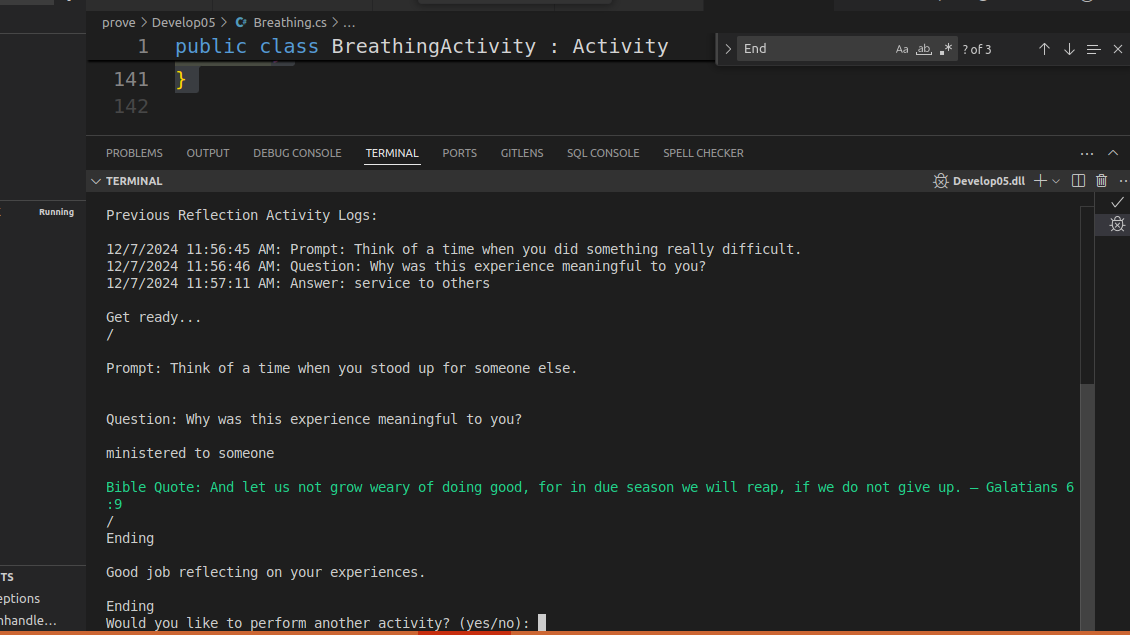 prove > Develop05 > Breathing.cs > ...
1 public class BreathingActivity : Activity
End Aa ab .* ? of 3
141 }
142
PROBLEMS OUTPUT DEBUG CONSOLE TERMINAL PORTS GITLENS SQL CONSOLE SPELL CHECKER ...
TERMINAL Develop05.dll
Running
Previous Reflection Activity Logs:
12/7/2024 11:56:45 AM: Prompt: Think of a time when you did something really difficult.
12/7/2024 11:56:46 AM: Question: Why was this experience meaningful to you?
12/7/2024 11:57:11 AM: Answer: service to others
Get ready...
/
Prompt: Think of a time when you stood up for someone else.
Question: Why was this experience meaningful to you?
ministered to someone
Bible Quote: And let us not grow weary of doing good, for in due season we will reap, if we do not give up. – Galatians 6
:9
/
Ending
Good job reflecting on your experiences.
Ending
Would you like to perform another activity? (yes/no):
TS
eptions
nhandle...